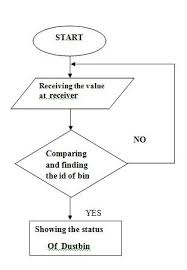 START
Receiving the value
at receiver
NO
Comparing
and finding
the id of bin
YES
Showing the status
Of Dustbin